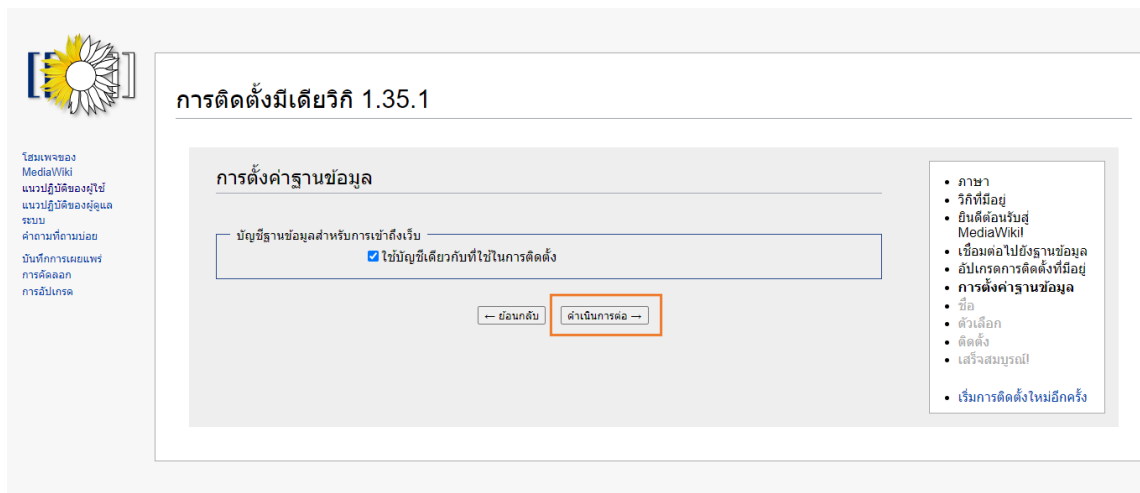 การติดตั้งมีเดียวิกิ 1.35.1
โฮมเพจของ
MediaWiki
แนวปฏิบัติของผู้ใช้
แนวปฏิบัติของผู้ดูแล
ระบบ
คำถามที่ถามบ่อย
บันทึกการเผยแพร่
การคัดลอก
การอัปเกรด
การตั้งค่าฐานข้อมูล
บัญชีฐานข้อมูลสำหรับการเข้าถึงเว็บ
ใช้บัญชีเดียวกับที่ใช้ในการติดตั้ง
← ย้อนกลับ
ดำเนินการต่อ →
ภาษา
วิกิที่มีอยู่
ยินดีต้อนรับสู่
MediaWiki!
เชื่อมต่อไปยังฐานข้อมูล
อัปเกรดการติดตั้งที่มีอยู่
การตั้งค่าฐานข้อมูล
ชื่อ
ตัวเลือก
ติดตั้ง
เสร็จสมบูรณ์!
เริ่มการติดตั้งใหม่อีกครั้ง